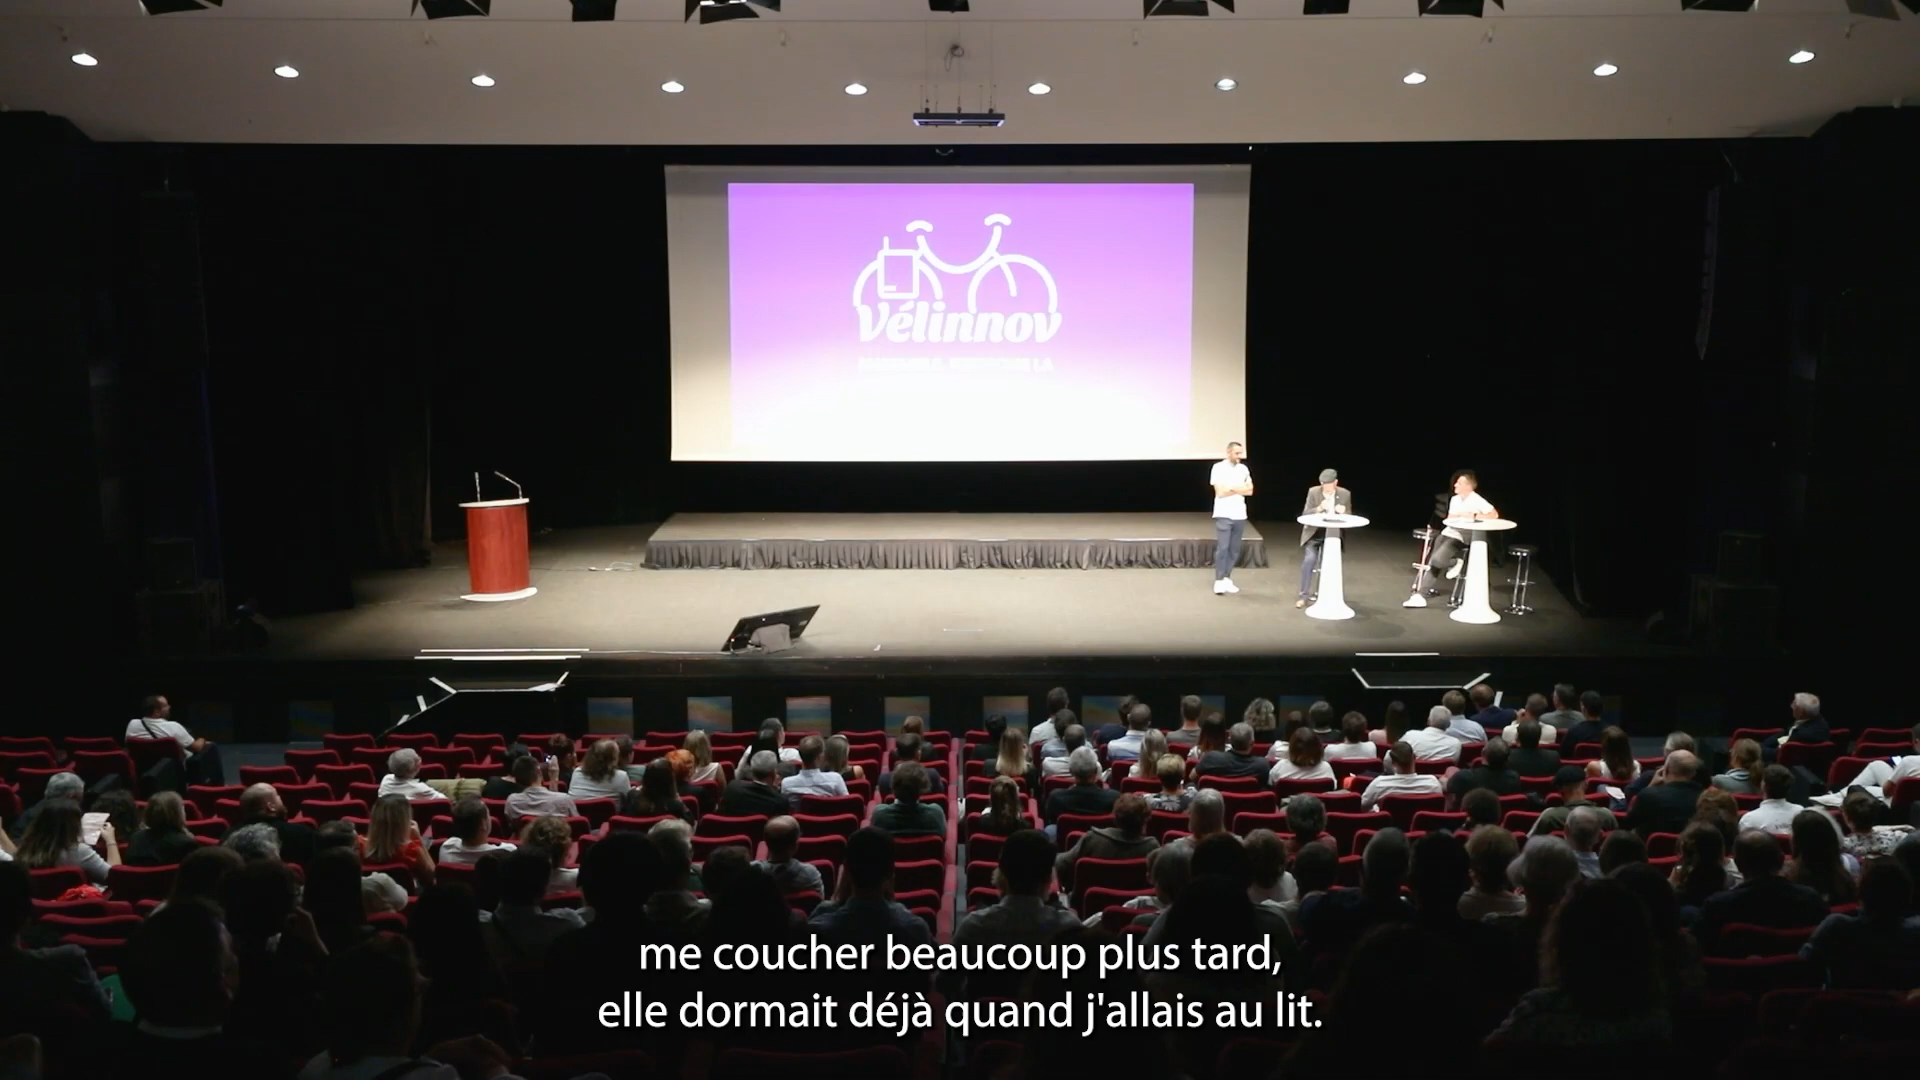 Vélinnov
me coucher beaucoup plus tard,
elle dormait déjà quand j'allais au lit.